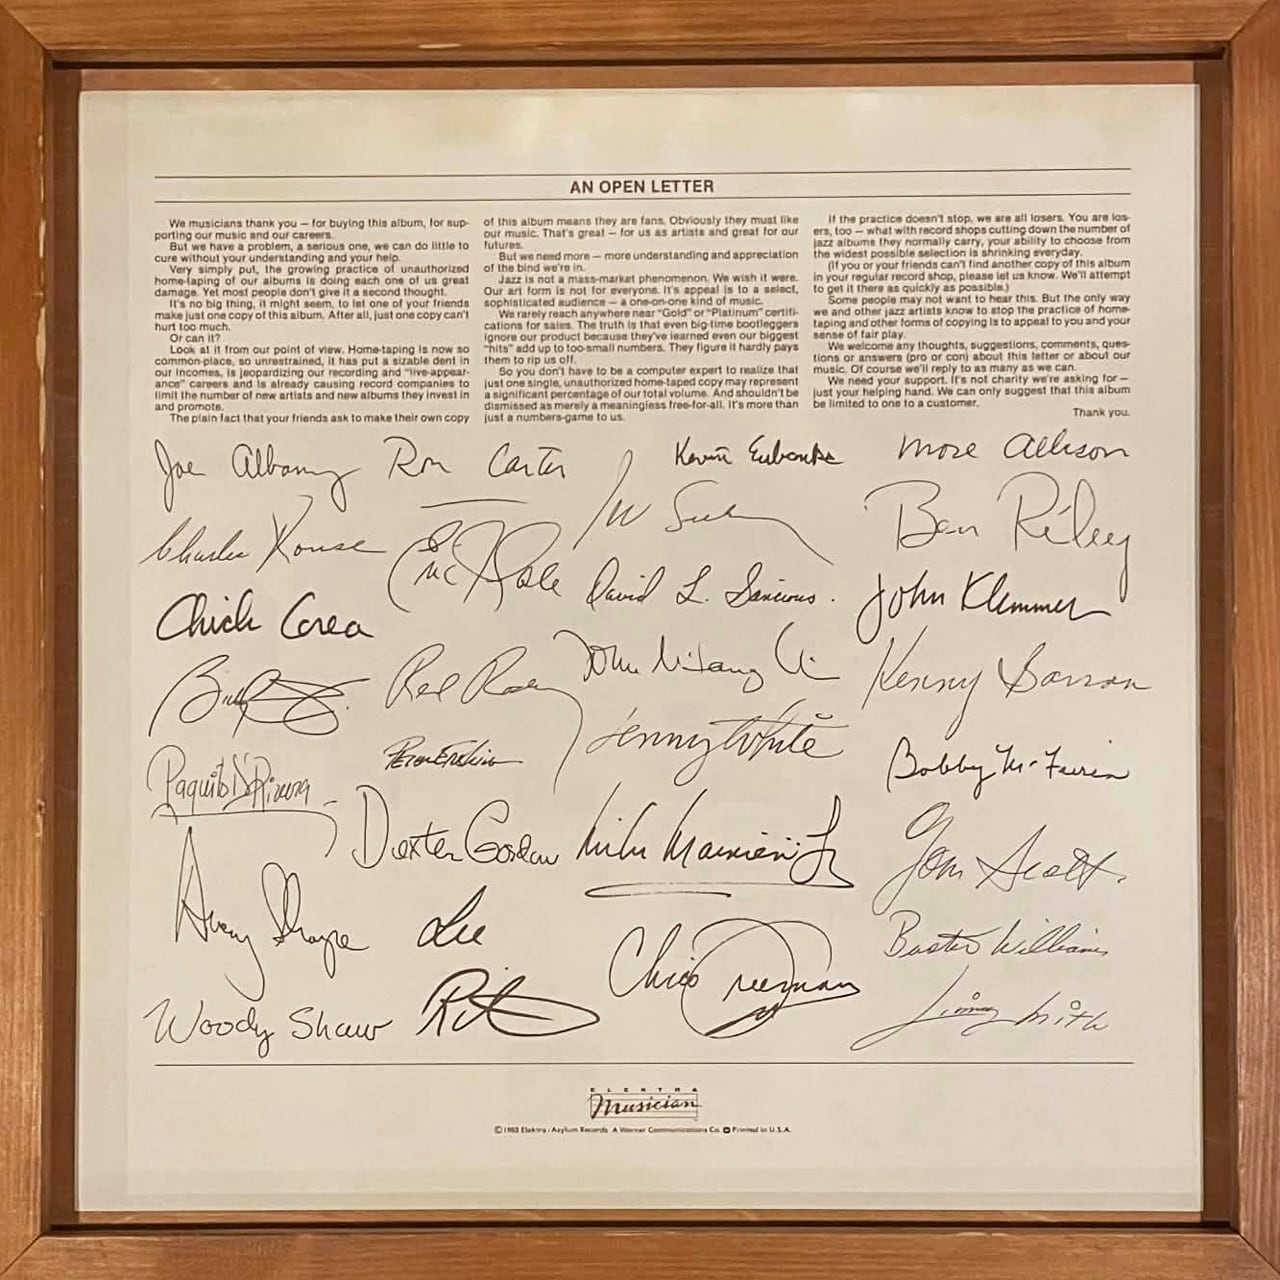 AN OPEN LETTER
We musicians thank you — for buying this album, for sup-
porting our music and our careers.
But we have a problem, a serious one, we can do little to
cure without your understanding and your help.
Very simply put, the growing practice of unauthorized
home-taping of our albums is doing each one of us great
damage. Yet most people don't give it a second thought.
It's no big thing, it might seem, to let one of your friends
make just one copy of this album. After all, just one copy can't
hurt too much.
Or can it?
Look at it from our point of view. Home-taping is now so
common-place, so unrestrained, it has put a sizable dent in
our incomes, is jeopardizing our recording and "live-appear-
ance" careers and is already causing record companies to
limit the number of new artists and new albums they invest in
and promote.
The plain fact that your friends ask to make their own copy
of this album means they are fans. Obviously they must like
our music. That's great — for us as artists and great for our
futures.
But we need more — more understanding and appreciation
of the bind we're in.
Jazz is not a mass-market phenomenon. We wish it were.
Our art form is not for everyone. It's appeal is to a select,
sophisticated audience — a one-on-one kind of music.
We rarely reach anywhere near "Gold" or "Platinum" certifi-
cations for sales. The truth is that even big-time bootleggers
ignore our product because they've learned even our biggest
"hits" add up to too-small numbers. They figure it hardly pays
them to rip us off.
So you don't have to be a computer expert to realize that
just one single, unauthorized home-taped copy may represent
a significant percentage of our total volume. And shouldn't be
dismissed as merely a meaningless free-for-all. It's more than
just a numbers-game to us.
If the practice doesn't stop, we are all losers. You are los-
ers, too — what with record shops cutting down the number of
jazz albums they normally carry, your ability to choose from
the widest possible selection is shrinking everyday.
(If you or your friends can't find another copy of this album
in your regular record shop, please let us know. We'll attempt
to get it there as quickly as possible.)
Some people may not want to hear this. But the only way
we and other jazz artists know to stop the practice of home-
taping and other forms of copying is to appeal to you and your
sense of fair play.
We welcome any thoughts, suggestions, comments, ques-
tions or answers (pro or con) about this letter or about our
music. Of course we'll reply to as many as we can.
We need your support. It's not charity we're asking for —
just your helping hand. We can only suggest that this album
be limited to one to a customer.
Thank you.
Joe Albany Ron Carter Kevin Eubanks Mose Allison
Charlie Rouse Ben Riley
David L. Sancious. John Klemmer
Chick Corea
Red Rodney Kenny Barron
Lenny White
Paquito D'Rivera Peter Erskine Bobby McFerrin
Dexter Gordon Mike Mainieri Jr Tom Scott
Avery Sharpe Lee
Ritenour Chico Freeman Buster Williams
Woody Shaw Jimmy Smith
ELEKTRA
Musician
© 1983 Elektra/Asylum Records. A Warner Communications Co. Printed in U.S.A.